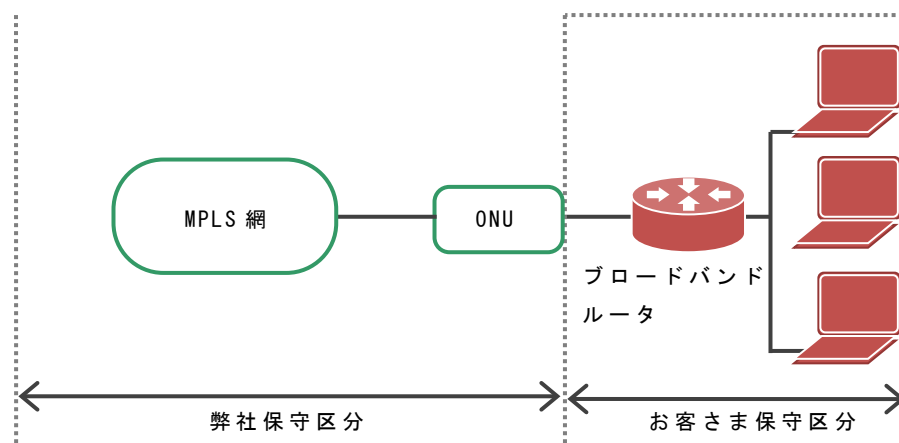 MPLS 網
ONU
ブロードバンド
ルータ
弊社保守区分
お客さま保守区分